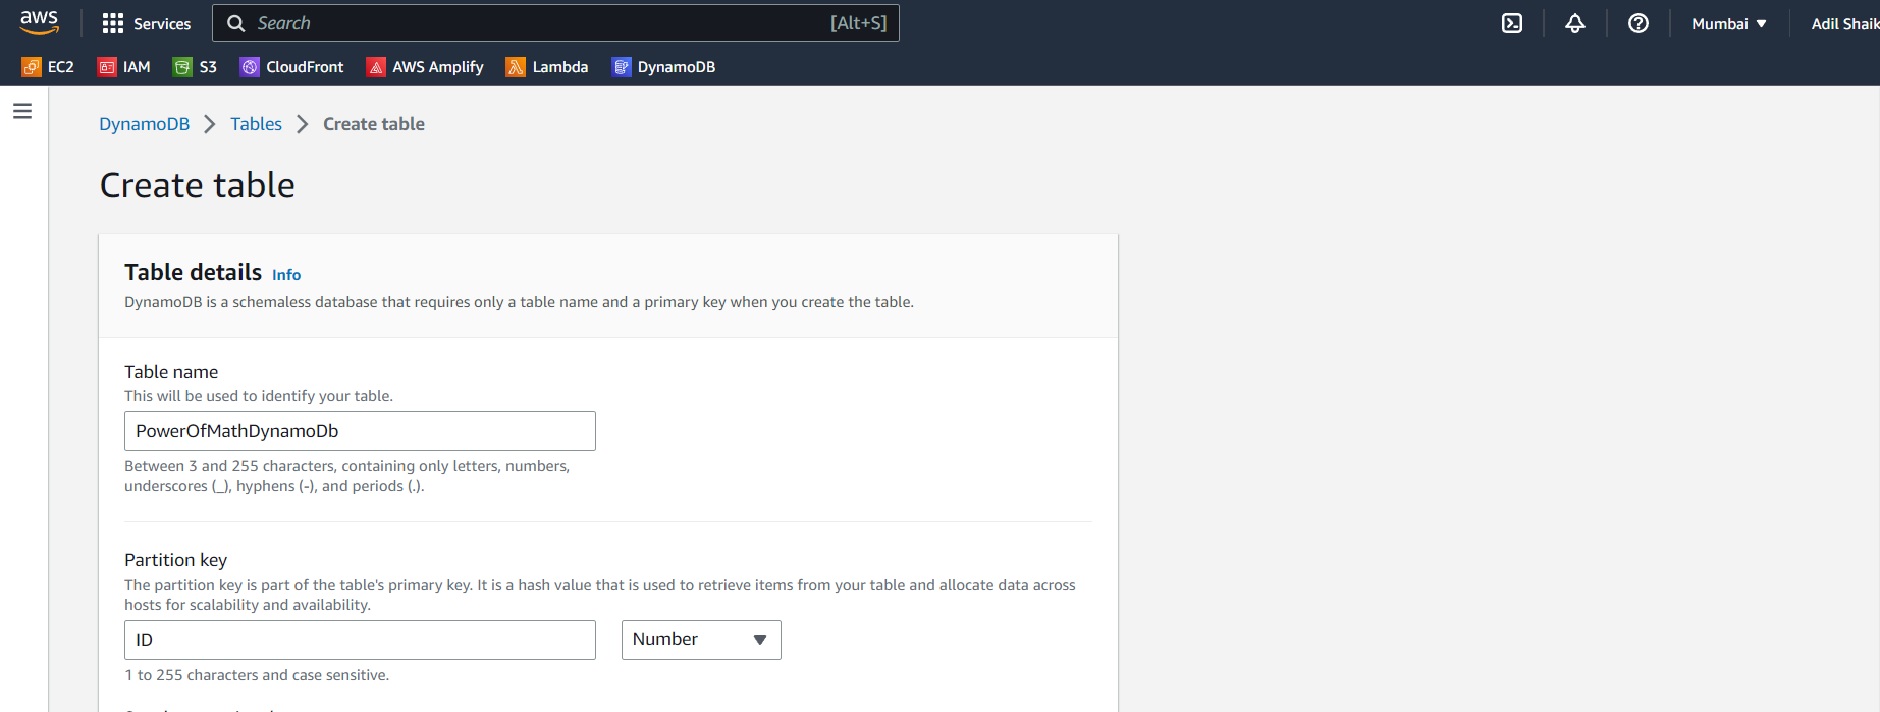 aws Services Search [Alt+S] Mumbai Adil Shaik
EC2 IAM S3 CloudFront AWS Amplify Lambda DynamoDB
DynamoDB Tables Create table
Create table
Table details Info
DynamoDB is a schemaless database that requires only a table name and a primary key when you create the table.
Table name
This will be used to identify your table.
PowerOfMathDynamoDb
Between 3 and 255 characters, containing only letters, numbers,
underscores (_), hyphens (-), and periods (.).
Partition key
The partition key is part of the table's primary key. It is a hash value that is used to retrieve items from your table and allocate data across
hosts for scalability and availability.
ID Number
1 to 255 characters and case sensitive.